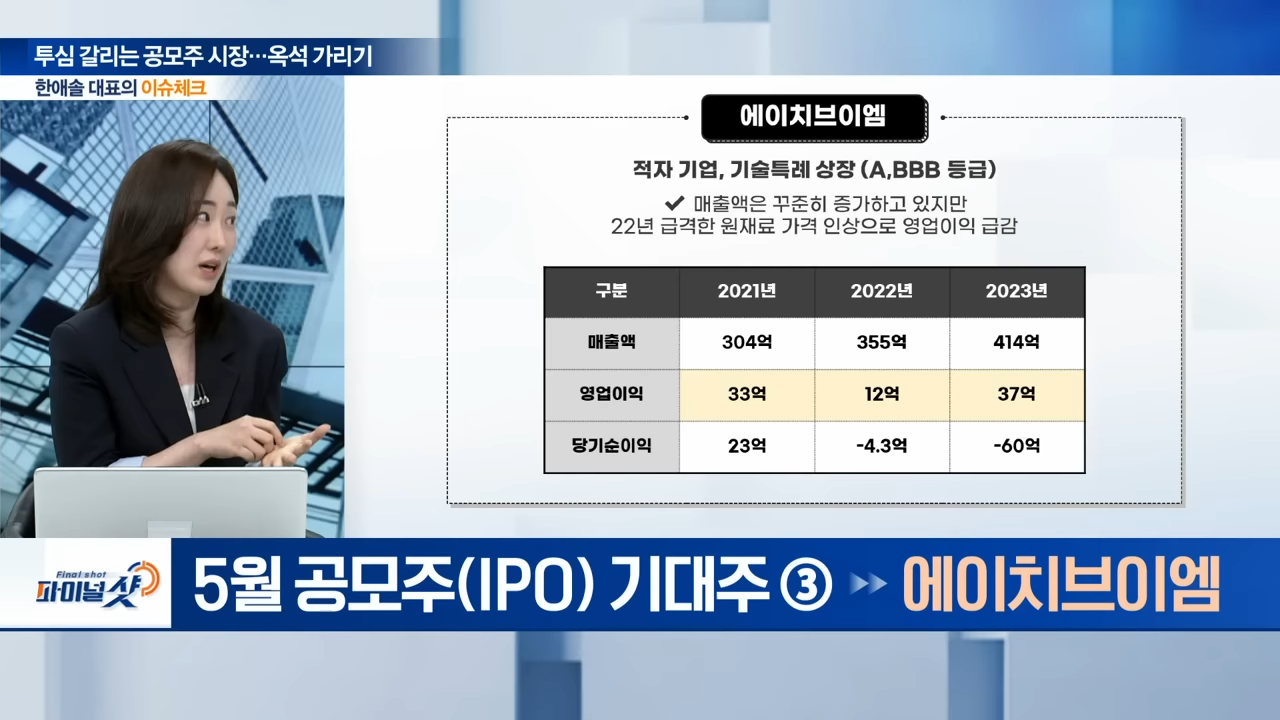 투심 갈리는 공모주 시장…옥석 가리기
한애솔 대표의 이슈체크
에이치브이엠
적자 기업, 기술특례 상장 (A,BBB 등급)
✔ 매출액은 꾸준히 증가하고 있지만
22년 급격한 원재료 가격 인상으로 영업이익 급감
구분 2021년 2022년 2023년
매출액 304억 355억 414억
영업이익 33억 12억 37억
당기순이익 23억 -4.3억 -60억
Final shot
파이널샷
5월 공모주(IPO) 기대주 ③ ▶▶ 에이치브이엠